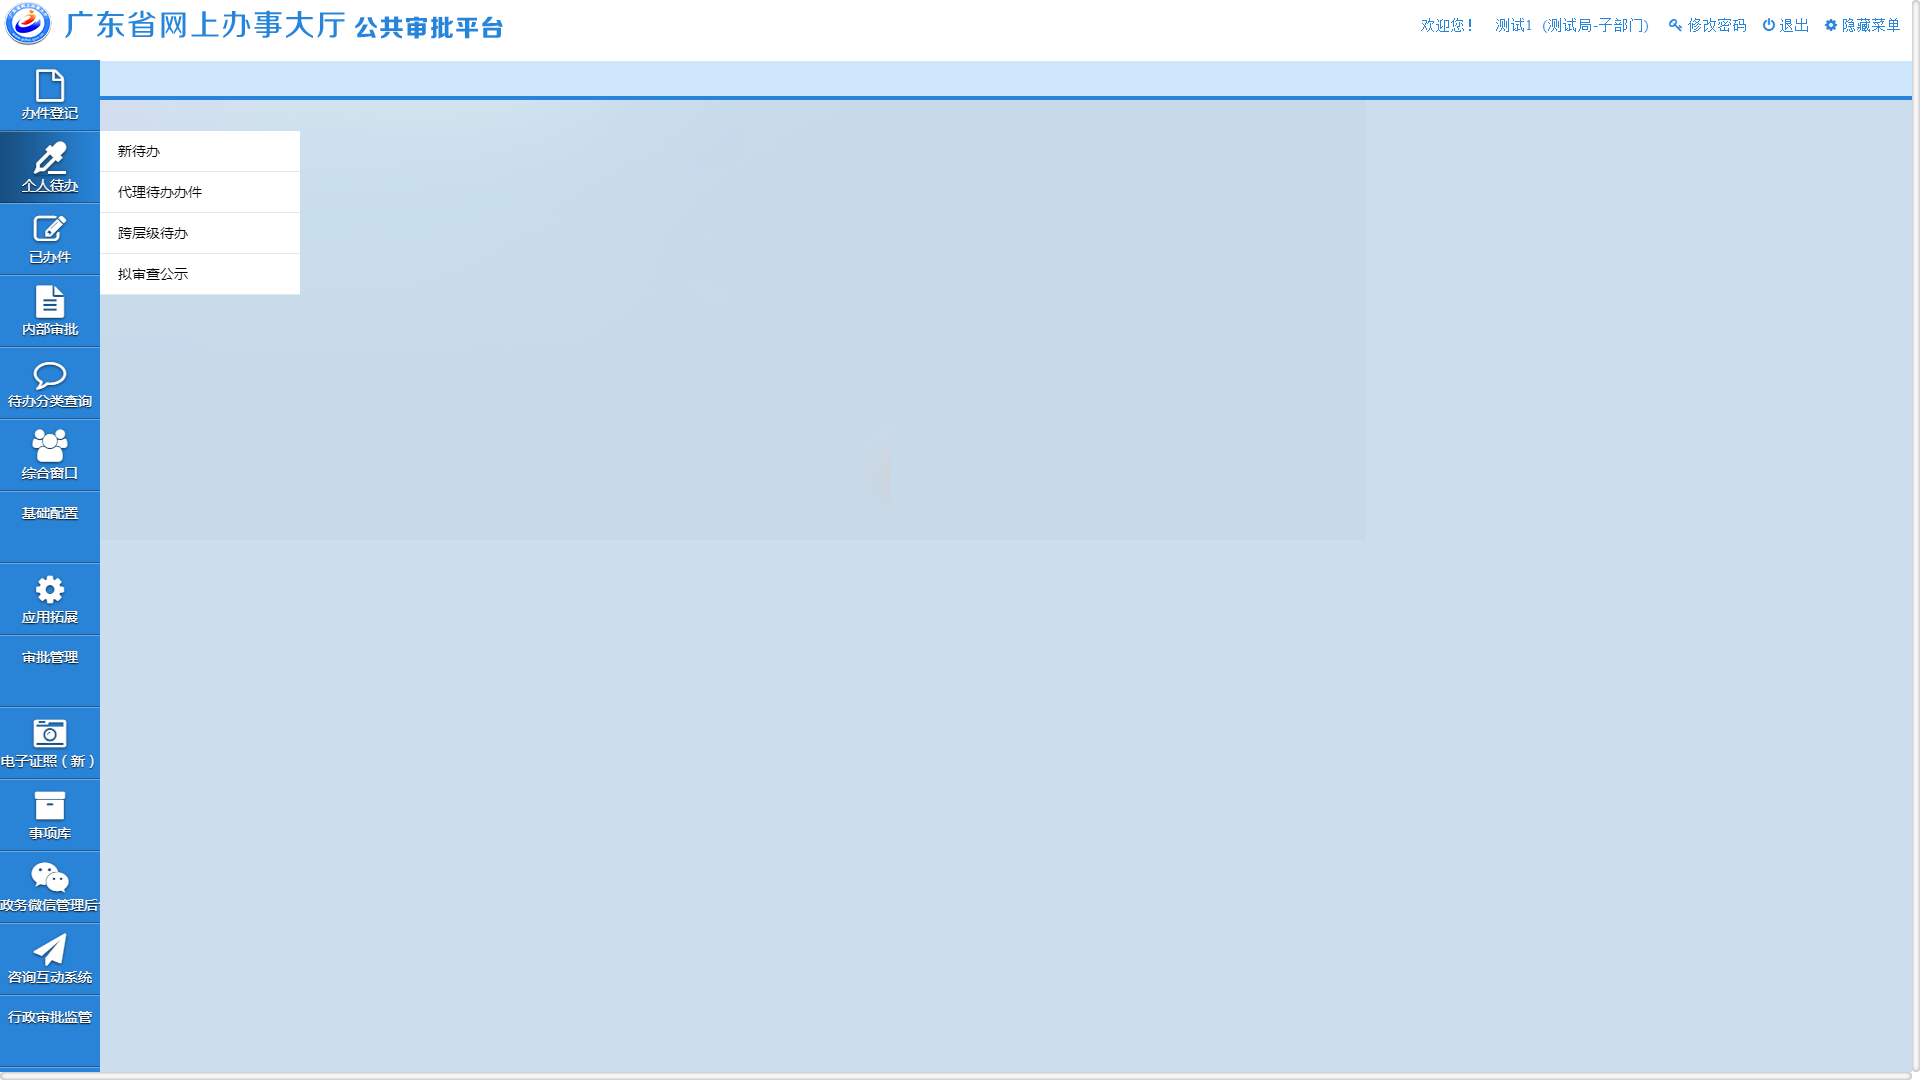 广东省网上办事大厅 公共审批平台
欢迎您！ 测试1 (测试局-子部门) 修改密码 退出 隐藏菜单
办件登记
个人待办
新待办
代理待办办件
跨层级待办
拟审查公示
已办件
内部审批
待办分类查询
综合窗口
基础配置
应用拓展
审批管理
电子证照（新）
事项库
政务微信管理后
咨询互动系统
行政审批监管